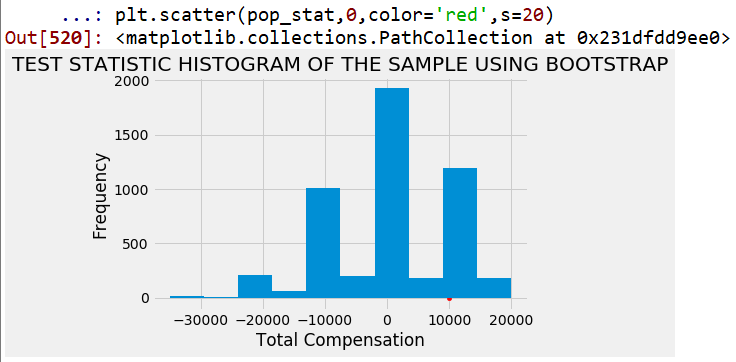 ...: plt.scatter(pop_stat,0,color='red',s=20)
Out[520]: <matplotlib.collections.PathCollection at 0x231dfdd9ee0>
TEST STATISTIC HISTOGRAM OF THE SAMPLE USING BOOTSTRAP
2000
1500
1000
500
0
Frequency
−30000 −20000 −10000 0 10000 20000
Total Compensation